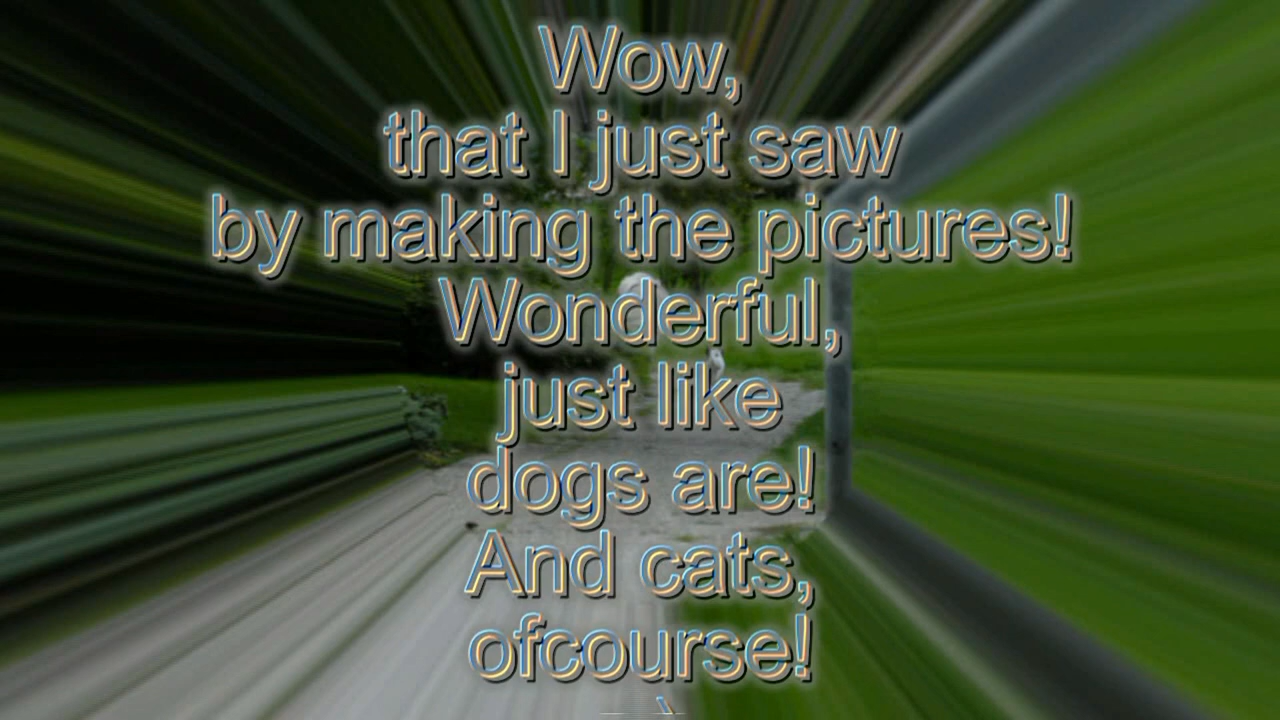 Wow,
that I just saw
by making the pictures!
Wonderful,
just like
dogs are!
And cats,
ofcourse!